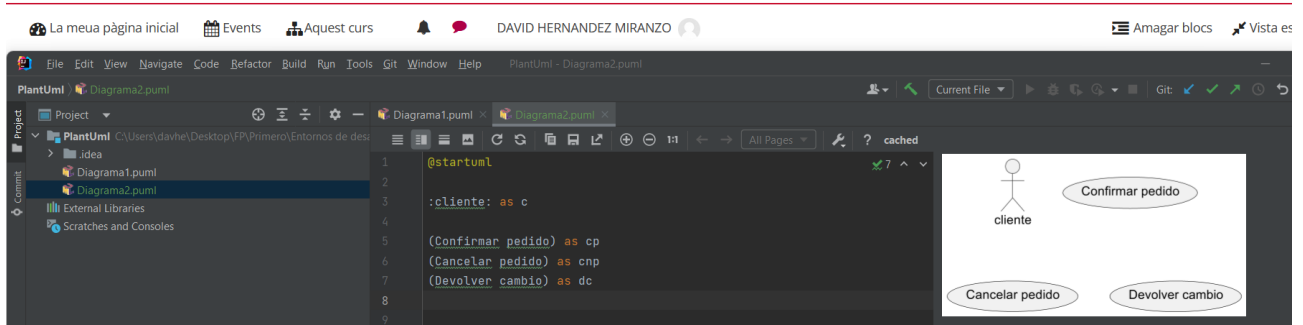 La meua pàgina inicial Events Aquest curs DAVID HERNANDEZ MIRANZO Amagar blocs Vista es
File Edit View Navigate Code Refactor Build Run Tools Git Window Help PlantUml - Diagrama2.puml
PlantUml Diagrama2.puml Current File Git:
Project Project Diagrama1.puml Diagrama2.puml
PlantUml C:\Users\davhe\Desktop\FP\Primero\Entornos de desa
1:1 All Pages ? cached
.idea
Diagrama1.puml
Diagrama2.puml
External Libraries
Scratches and Consoles
Commit
1 @startuml 7
2
3 :cliente: as c
4
5 (Confirmar pedido) as cp
6 (Cancelar pedido) as cnp
7 (Devolver cambio) as dc
8
9
Confirmar pedido
cliente
Cancelar pedido Devolver cambio